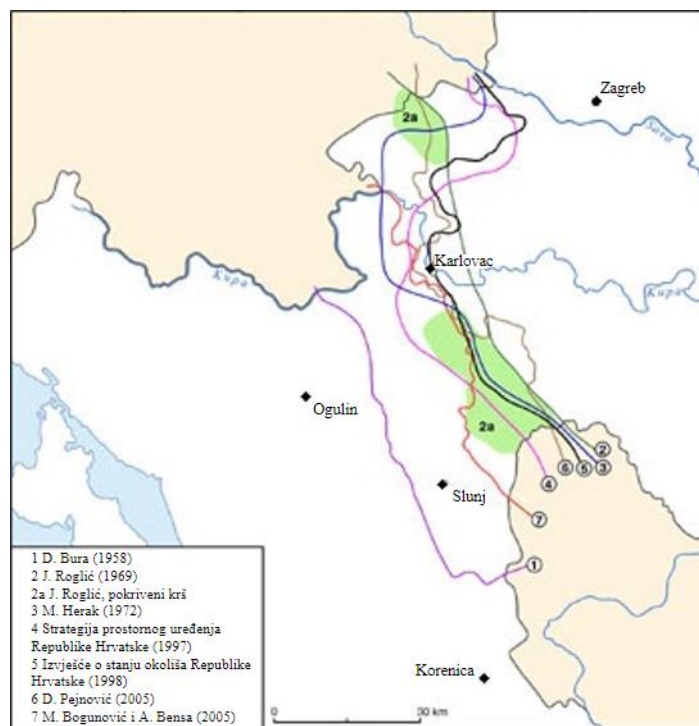 Zagreb
2a
Sava
Karlovac
Kupa
Kupa
Ogulin
2a
2
6
5
3
4
Slunj
7
1
1 D. Bura (1958)
2 J. Roglić (1969)
2a J. Roglić, pokriveni krš
3 M. Herak (1972)
4 Strategija prostornog uređenja
Republike Hrvatske (1997)
5 Izvješće o stanju okoliša Republike
Hrvatske (1998)
6 D. Pejnović (2005)
7 M. Bogunović i A. Bensa (2005)
Korenica
0
30 km